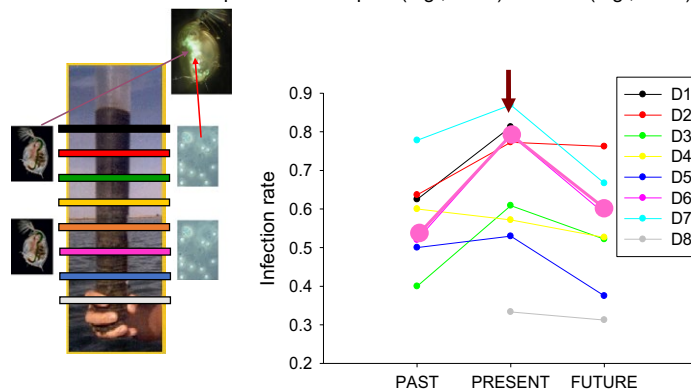 0.9
0.8
0.7
0.6
0.5
0.4
0.3
0.2
Infection rate
PAST
PRESENT
FUTURE
D1
D2
D3
D4
D5
D6
D7
D8